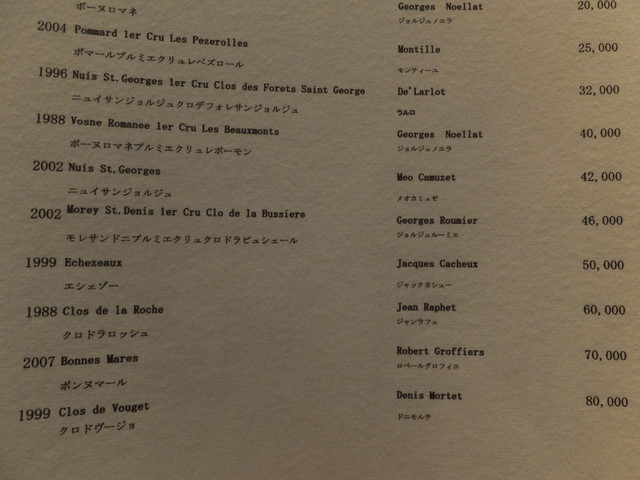 Georges Noellat 20,000
ボーヌロマネ ジョルジュノエラ
2004 Pommard 1er Cru Les Pezerolles Montille 25,000
ポマールプルミエクリュレペズロール モンティーユ
1996 Nuis St.Georges 1er Cru Clos des Forets Saint George De'Larlot 32,000
ニュイサンジョルジュクロデフォレサンジョルジュ ラルロ
1988 Vosne Romanee 1er Cru Les Beauxmonts Georges Noellat 40,000
ボーヌロマネプルミエクリュレボーモン ジョルジュノエラ
2002 Nuis St.Georges Meo Camuzet 42,000
ニュイサンジョルジュ メオカミュゼ
2002 Morey St.Denis 1er Cru Clo de la Bussiere Georges Roumier 46,000
モレサンドニプルミエクリュクロドラビュシェール ジョルジュルーミエ
1999 Echezeaux Jacques Cacheux 50,000
エシェゾー ジャックカシュー
1988 Clos de la Roche Jean Raphet 60,000
クロドラロッシュ ジャンラフェ
2007 Bonnes Mares Robert Groffiers 70,000
ボンヌマール ロベールグロフィエ
1999 Clos de Vouget Denis Mortet 80,000
クロドヴージョ ドニモルテ